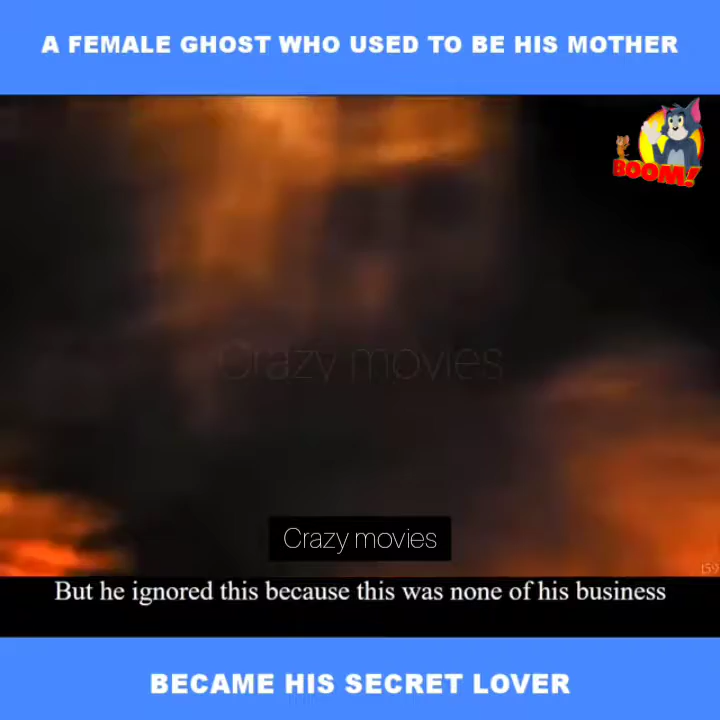 A FEMALE GHOST WHO USED TO BE HIS MOTHER
BOOM!
Crazy movies
Crazy movies
159
But he ignored this because this was none of his business
BECAME HIS SECRET LOVER